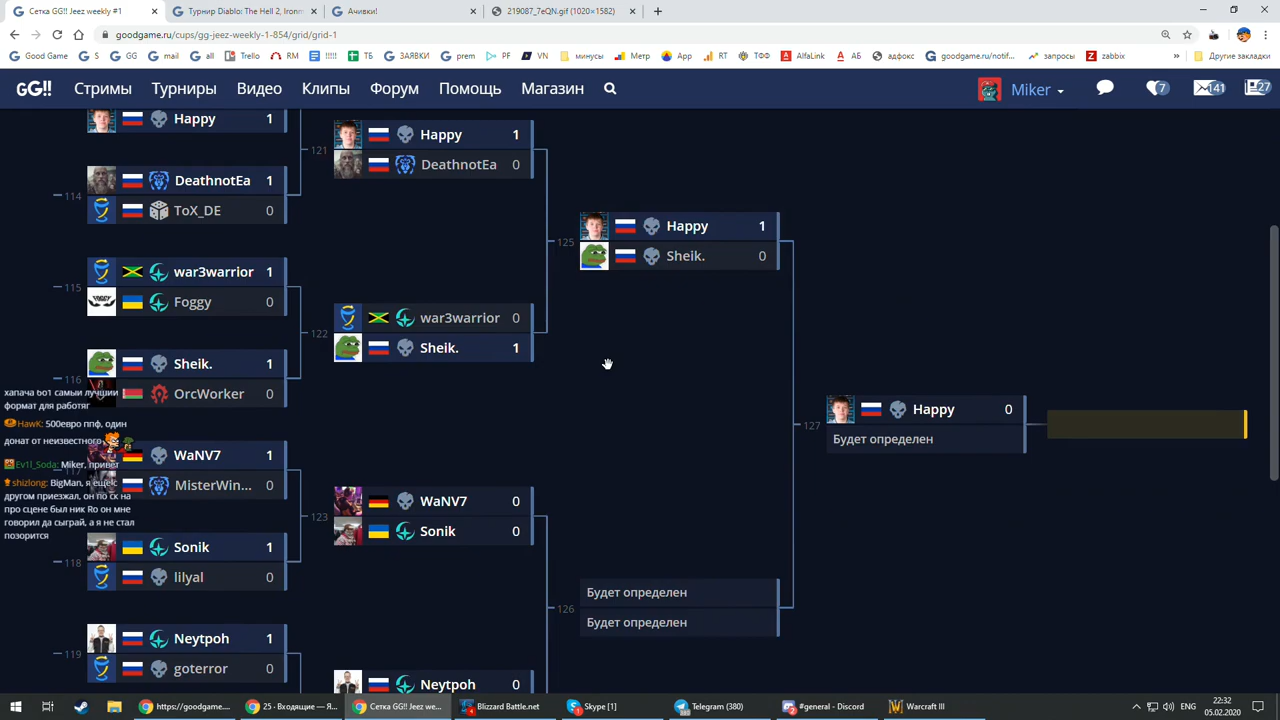 Сетка GG!! Jeez weekly #1
Турнир Diablo: The Hell 2, Ironm
Ачивки!
219087_7eQN.gif (1020×1582)
goodgame.ru/cups/gg-jeez-weekly-1-854/grid/grid-1
Good Game
S
GG
mail
all
Trello
RM
!!!!
ТБ
ЗАЯВКИ
prem
PF
VN
минусы
Метр
App
RT
ТФФ
AlfaLink
АБ
адфокс
goodgame.ru/notif...
запросы
zabbix
Другие закладки
GG!!
Стримы
Турниры
Видео
Клипы
Форум
Помощь
Магазин
Miker
7
141
27
Happy 1
Happy 1
121
DeathnotEa 0
DeathnotEa 1
114
ToX_DE 0
Happy 1
125
Sheik. 0
war3warrior 1
115
Foggy 0
war3warrior 0
122
Sheik. 1
Sheik. 1
116
OrcWorker 0
хапача бо1 самый лучший
формат для работяг
HawK: 500евро ппф, один
донат от неизвестного
Ev1l_Soda: Miker, привет
shizlong: BigMan, я еще с
другом приезжал, он по ск на
про сцене был ник Ro он мне
говорил да сыграй, а я не стал
позорится
Happy 0
127
Будет определен
WaNV7 1
MisterWin... 0
WaNV7 0
123
Sonik 0
Sonik 1
118
lilyal 0
Будет определен
126
Будет определен
Neytpoh 1
119
goterror 0
Neytpoh 0
https://goodgame....
25 - Входящие — Я...
Сетка GG!! Jeez we...
Blizzard Battle.net
Skype [1]
Telegram (380)
#general - Discord
Warcraft III
ENG
22:32
05.02.2020